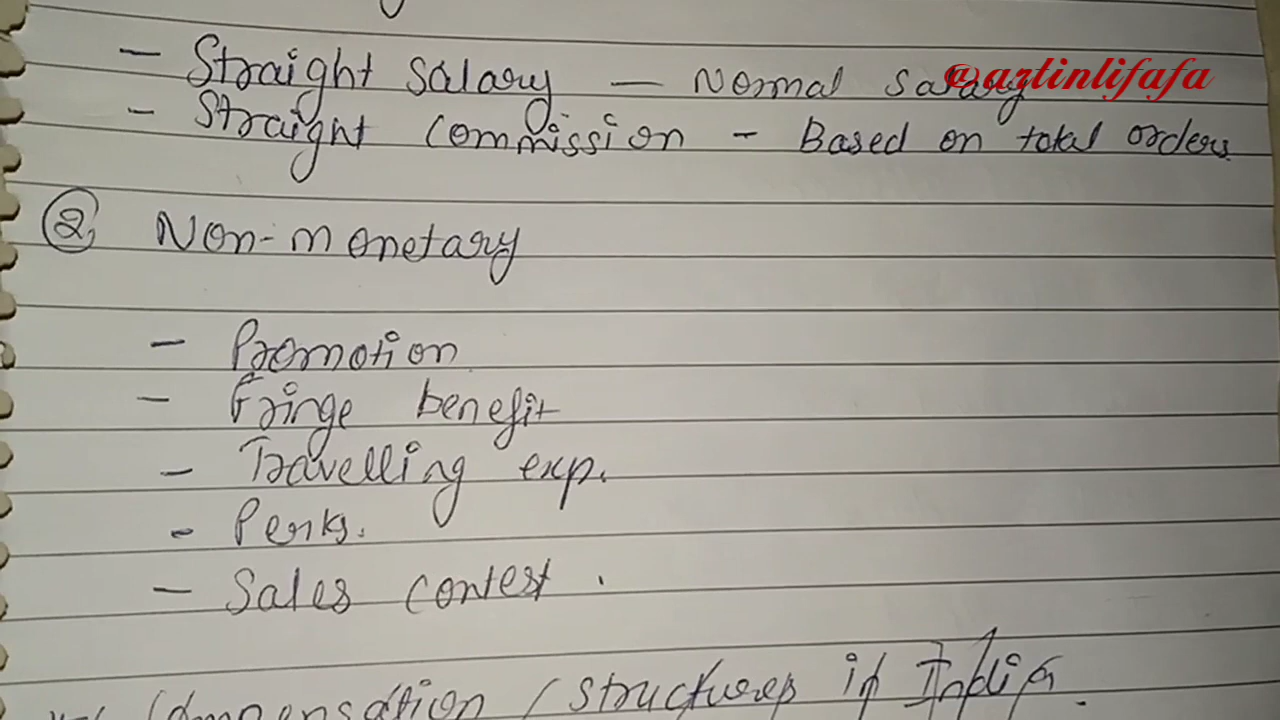 - Straight Salary - Normal Salary
@artinlifafa
- Straight Commission - Based on total orders
2, Non-monetary
- Promotion
- Fringe benefit
- Travelling exp.
- Perks.
- Sales contest.
Compensation / structures in India.